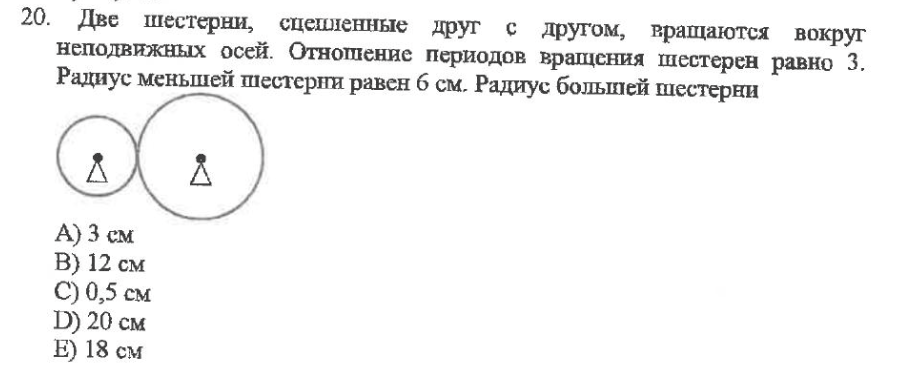 20. Две шестерни, сцепленные друг с другом, вращаются вокруг
неподвижных осей. Отношение периодов вращения шестерен равно 3.
Радиус меньшей шестерни равен 6 см. Радиус большей шестерни
A) 3 см
B) 12 см
C) 0,5 см
D) 20 см
E) 18 см